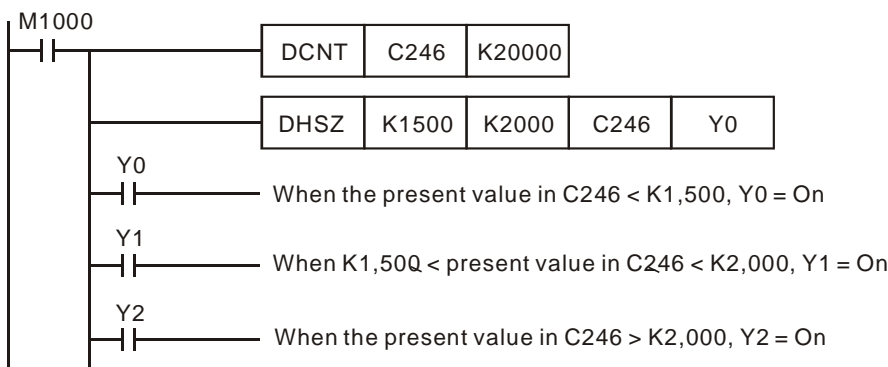 M1000
DCNT C246 K20000
DHSZ K1500 K2000 C246 Y0
Y0
When the present value in C246 < K1,500, Y0 = On
Y1
When K1,500 < present value in C246 < K2,000, Y1 = On
Y2
When the present value in C246 > K2,000, Y2 = On